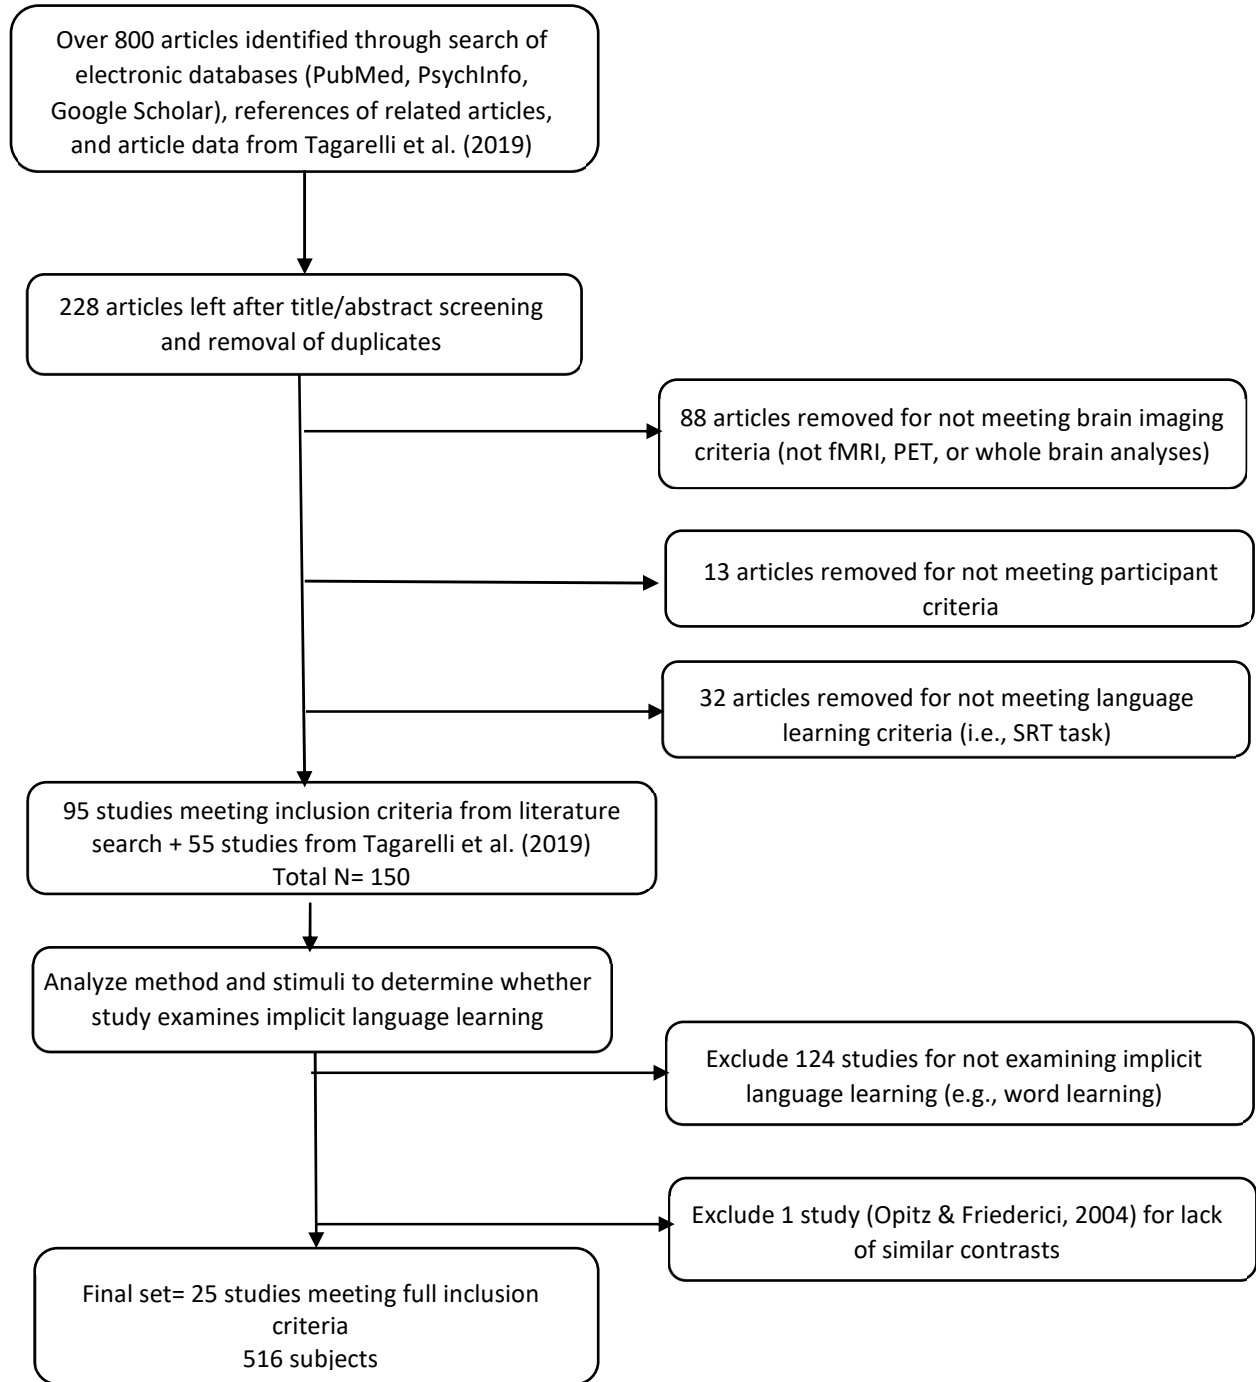 Over 800 articles identified through search of
electronic databases (PubMed, PsychInfo,
Google Scholar), references of related articles,
and article data from Tagarelli et al. (2019)
228 articles left after title/abstract screening
and removal of duplicates
88 articles removed for not meeting brain imaging
criteria (not fMRI, PET, or whole brain analyses)
13 articles removed for not meeting participant
criteria
32 articles removed for not meeting language
learning criteria (i.e., SRT task)
95 studies meeting inclusion criteria from literature
search + 55 studies from Tagarelli et al. (2019)
Total N= 150
Analyze method and stimuli to determine whether
study examines implicit language learning
Exclude 124 studies for not examining implicit
language learning (e.g., word learning)
Exclude 1 study (Opitz & Friederici, 2004) for lack
of similar contrasts
Final set= 25 studies meeting full inclusion
criteria
516 subjects